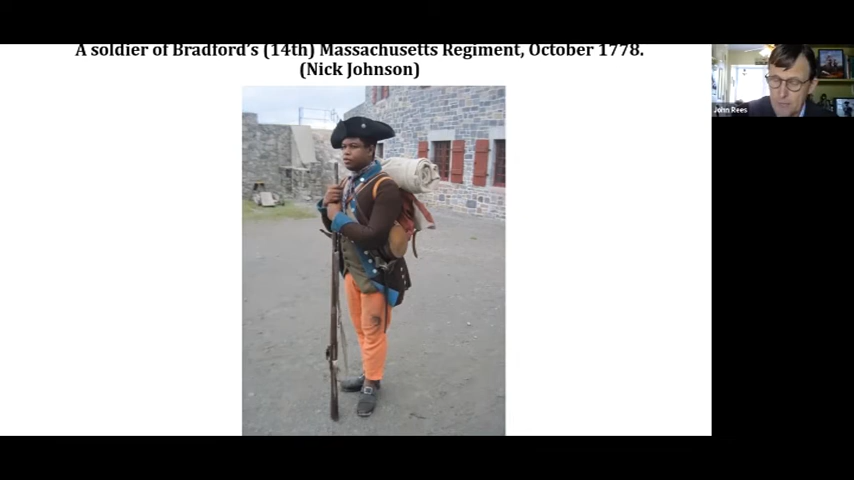 A soldier of Bradford's (14th) Massachusetts Regiment, October 1778.
(Nick Johnson)
John Rees